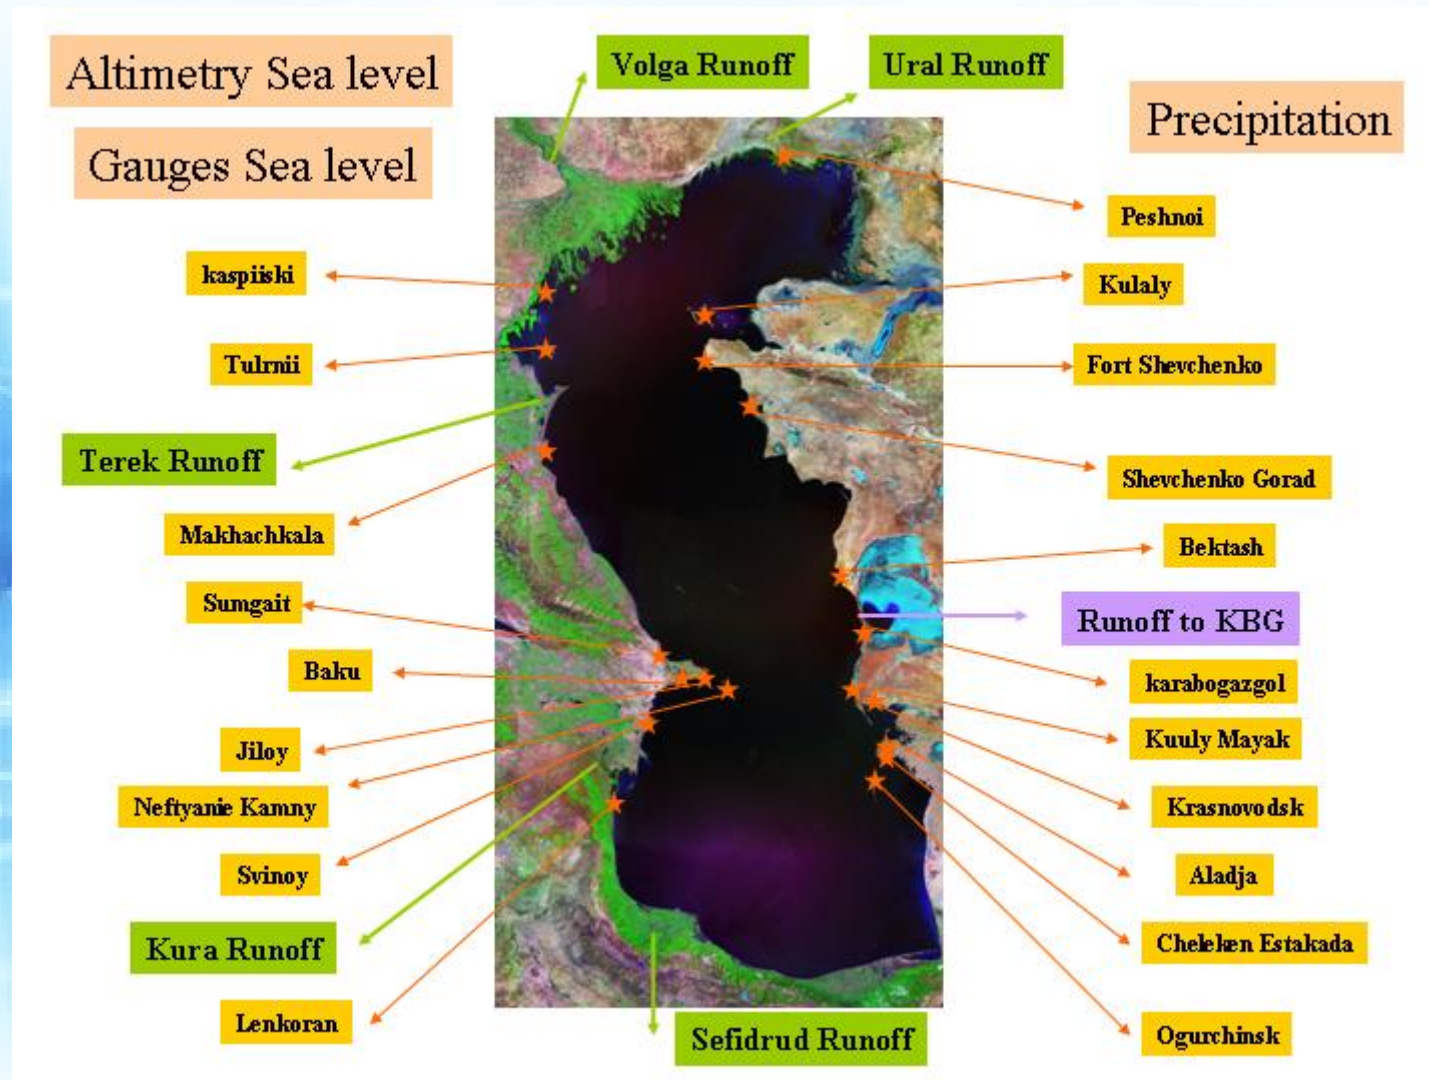 Altimetry Sea level
Gauges Sea level
Volga Runoff
Ural Runoff
Precipitation
kaspiiski
Tulrnii
Terek Runoff
Makhachkala
Sumgait
Baku
Jiloy
Neftyanie Kamny
Svinoy
Kura Runoff
Lenkoran
Sefidrud Runoff
Peshnoi
Kulaly
Fort Shevchenko
Shevchenko Gorad
Bektash
Runoff to KBG
karabogazgol
Kuuly Mayak
Krasnovodsk
Aladja
Cheleken Estakada
Ogurchinsk